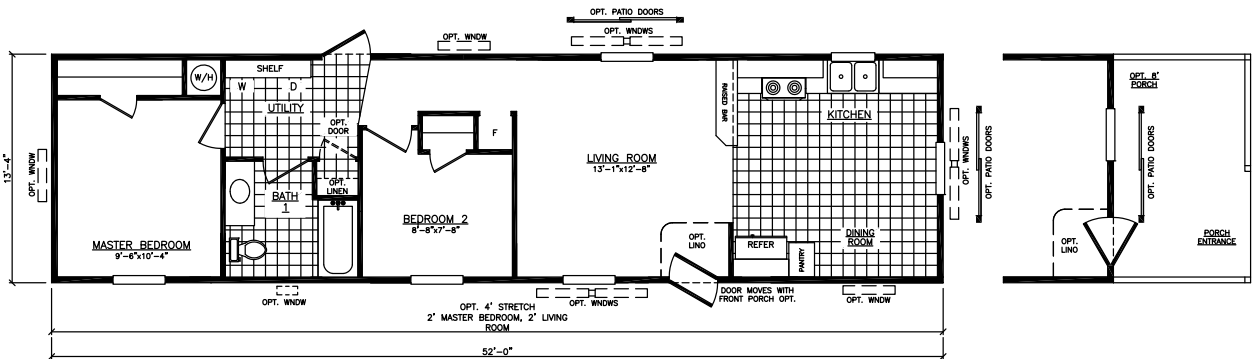 OPT. PATIO DOORS
OPT. WNDWS
OPT. WNDW
SHELF
W/H
W
D
UTILITY
OPT.
DOOR
RAISED BAR
KITCHEN
OPT. 8'
PORCH
13'-4"
OPT. WNDW
F
LIVING ROOM
13'-1"x12'-8"
OPT. WNDWS
OPT. PATIO DOORS
OPT. PATIO DOORS
OPT.
LINEN
BATH
1
BEDROOM 2
8'-8"x7'-8"
MASTER BEDROOM
9'-6"x10'-4"
OPT.
LINO
REFER
PANTRY
DINING
ROOM
OPT.
LINO
PORCH
ENTRANCE
OPT. WNDW
OPT. WNDWS
DOOR MOVES WITH
FRONT PORCH OPT.
OPT. WNDW
OPT. 4' STRETCH
2' MASTER BEDROOM, 2' LIVING
ROOM
52'-0"